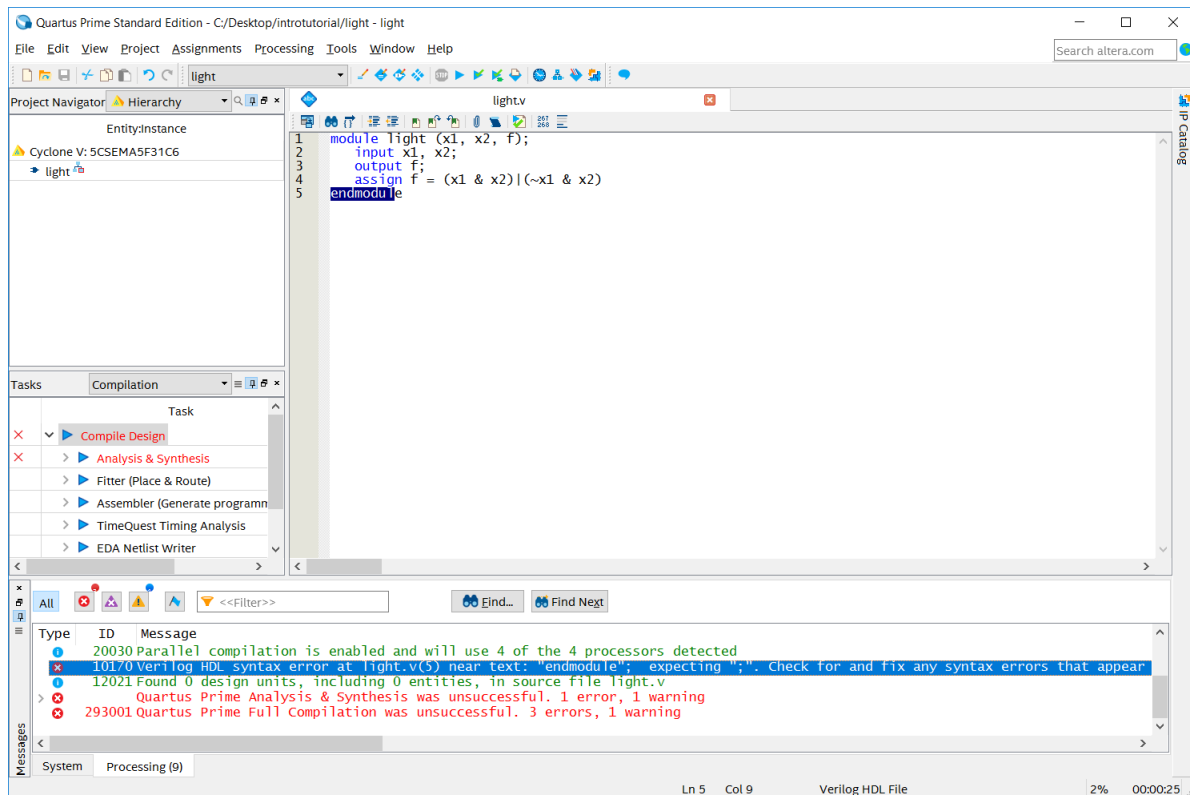 Quartus Prime Standard Edition - C:/Desktop/introtutorial/light - light
File Edit View Project Assignments Processing Tools Window Help
Search altera.com
light
Project Navigator Hierarchy
light.v
Entity:Instance
Cyclone V: 5CSEMA5F31C6
light
267
268
1 module light (x1, x2, f);
2 input x1, x2;
3 output f;
4 assign f = (x1 & x2)|(~x1 & x2)
5 endmodule
IP Catalog
Tasks Compilation
Task
Compile Design
Analysis & Synthesis
Fitter (Place & Route)
Assembler (Generate programm
TimeQuest Timing Analysis
EDA Netlist Writer
All <<Filter>> Find... Find Next
Type ID Message
20030 Parallel compilation is enabled and will use 4 of the 4 processors detected
10170 Verilog HDL syntax error at light.v(5) near text: "endmodule"; expecting ";". Check for and fix any syntax errors that appear
12021 Found 0 design units, including 0 entities, in source file light.v
Quartus Prime Analysis & Synthesis was unsuccessful. 1 error, 1 warning
293001 Quartus Prime Full Compilation was unsuccessful. 3 errors, 1 warning
Messages
System Processing (9)
Ln 5 Col 9 Verilog HDL File 2% 00:00:25